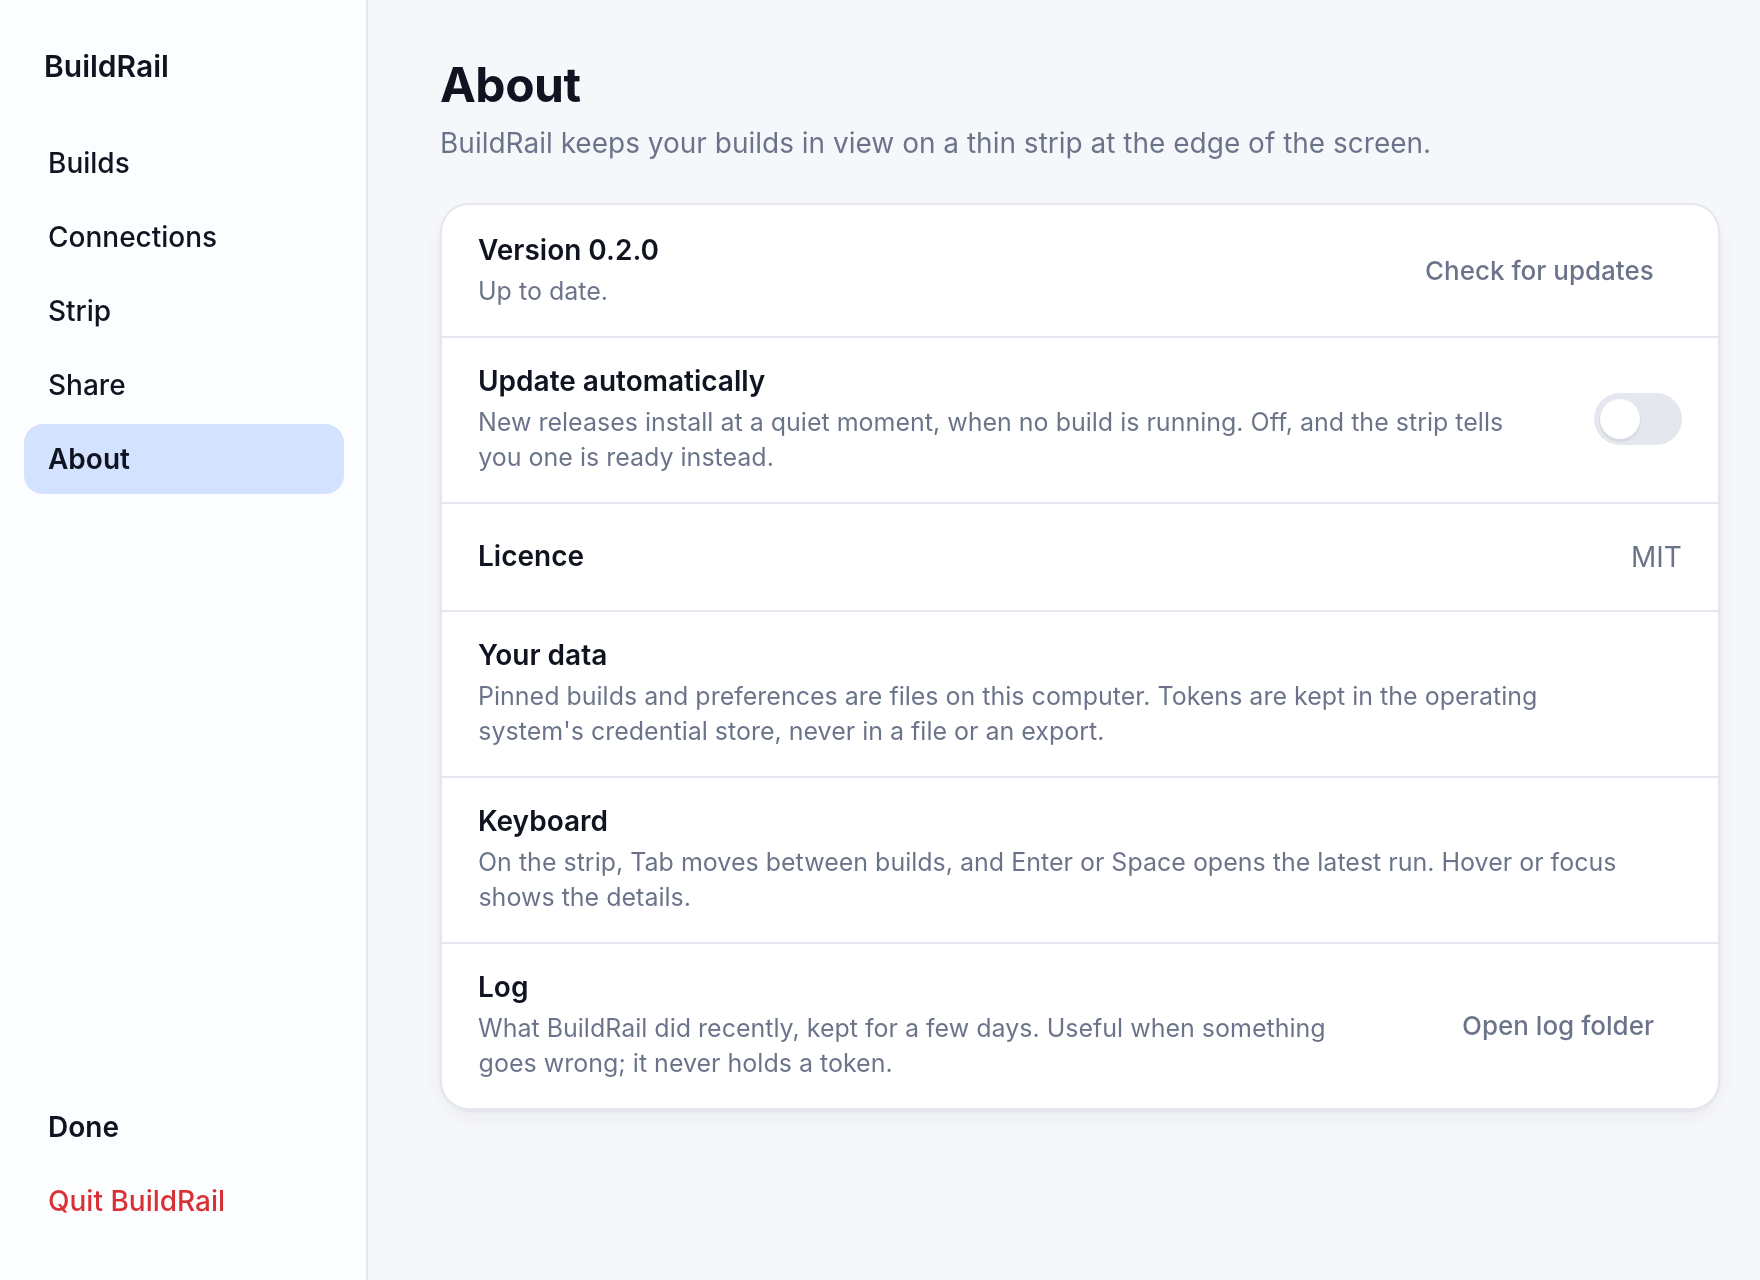 BuildRail
Builds
Connections
Strip
Share
About
Done
Quit BuildRail
About
BuildRail keeps your builds in view on a thin strip at the edge of the screen.
Version 0.2.0
Up to date.
Check for updates
Update automatically
New releases install at a quiet moment, when no build is running. Off, and the strip tells
you one is ready instead.
Licence
MIT
Your data
Pinned builds and preferences are files on this computer. Tokens are kept in the operating
system's credential store, never in a file or an export.
Keyboard
On the strip, Tab moves between builds, and Enter or Space opens the latest run. Hover or focus
shows the details.
Log
What BuildRail did recently, kept for a few days. Useful when something
goes wrong; it never holds a token.
Open log folder